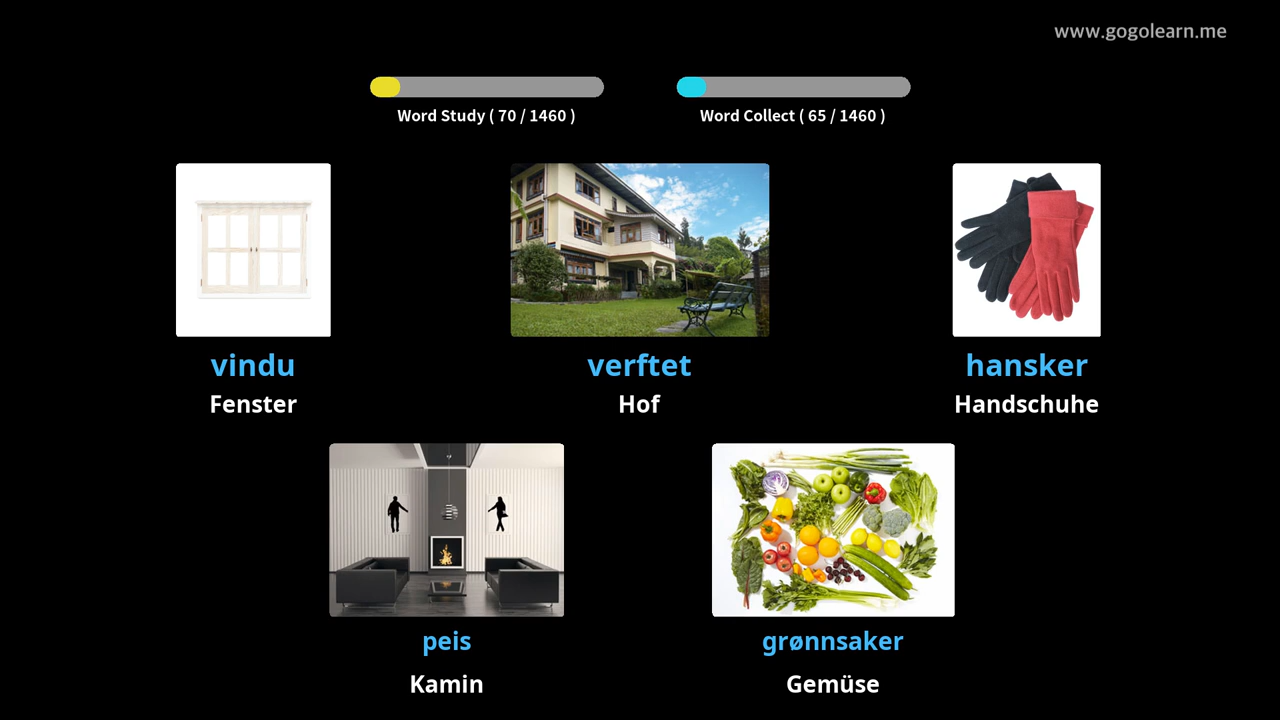 www.gogolearn.me
Word Study ( 70 / 1460 )
Word Collect ( 65 / 1460 )
vindu
Fenster
verftet
Hof
hansker
Handschuhe
peis
Kamin
grønnsaker
Gemüse